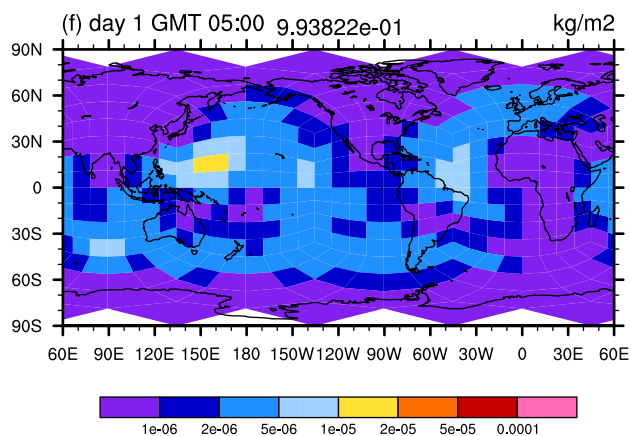 (f) day 1 GMT 05:00 9.93822e-01 kg/m2
90N
60N
30N
0
30S
60S
90S
60E 90E 120E 150E 180 150W 120W 90W 60W 30W 0 30E 60E
1e-06 2e-06 5e-06 1e-05 2e-05 5e-05 0.0001